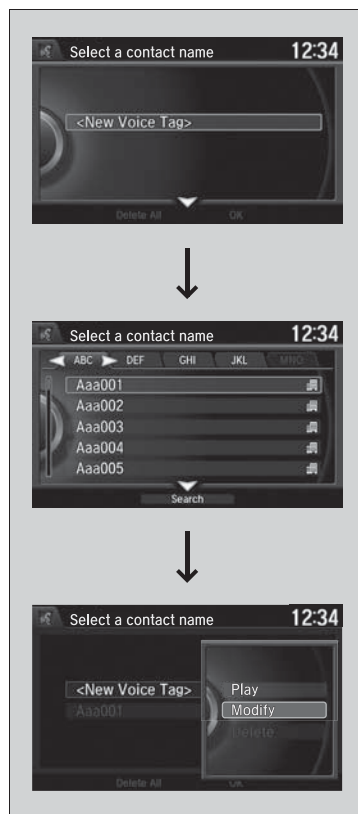 Select a contact name 12:34
<New Voice Tag>
Delete All OK
Select a contact name 12:34
ABC DEF GHI JKL MNO
Aaa001
Aaa002
Aaa003
Aaa004
Aaa005
Search
Select a contact name 12:34
<New Voice Tag> Play
Aaa001 Modify
Delete
Delete All OK